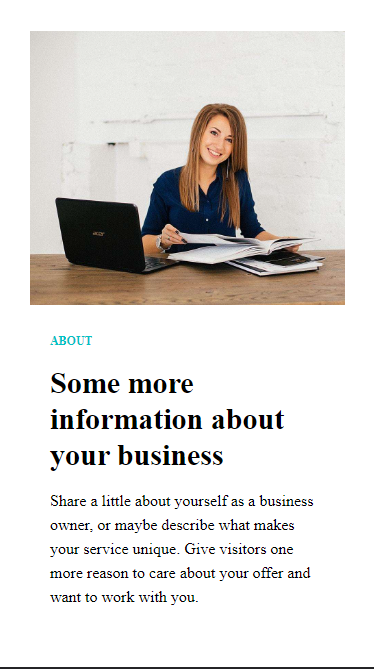 acer
ABOUT
Some more
information about
your business
Share a little about yourself as a business
owner, or maybe describe what makes
your service unique. Give visitors one
more reason to care about your offer and
want to work with you.